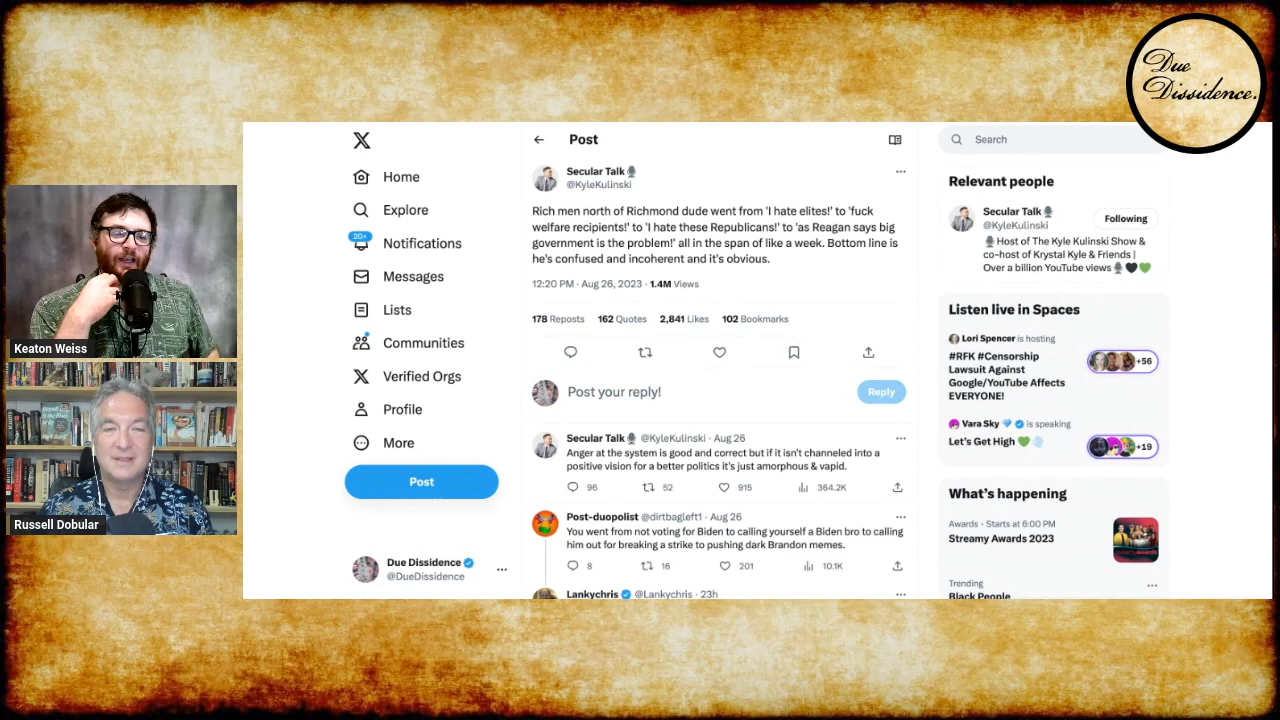 Due
Dissidence.
Keaton Weiss
Russell Dobular
Home
Explore
20+
Notifications
Messages
Lists
Communities
Verified Orgs
Profile
More
Post
Due Dissidence
@DueDissidence
Post
Secular Talk
@KyleKulinski
Rich men north of Richmond dude went from 'I hate elites!' to 'fuck
welfare recipients!' to 'I hate these Republicans!' to 'as Reagan says big
government is the problem!' all in the span of like a week. Bottom line is
he's confused and incoherent and it's obvious.
12:20 PM · Aug 26, 2023 · 1.4M Views
178 Reposts 162 Quotes 2,841 Likes 102 Bookmarks
Post your reply!
Reply
Secular Talk @KyleKulinski · Aug 26
Anger at the system is good and correct but if it isn't channeled into a
positive vision for a better politics it's just amorphous & vapid.
96 52 915 364.2K
Post-duopolist @dirtbagleft1 · Aug 26
You went from not voting for Biden to calling yourself a Biden bro to calling
him out for breaking a strike to pushing dark Brandon memes.
8 16 201 10.1K
Lankychris @Lankychris · 23h
Search
Relevant people
Secular Talk
@KyleKulinski
Following
Host of The Kyle Kulinski Show &
co-host of Krystal Kyle & Friends |
Over a billion YouTube views
Listen live in Spaces
Lori Spencer is hosting
#RFK #Censorship
Lawsuit Against
Google/YouTube Affects
EVERYONE!
+56
Vara Sky is speaking
Let's Get High
+19
What's happening
Awards · Starts at 6:00 PM
Streamy Awards 2023
Trending
Black People